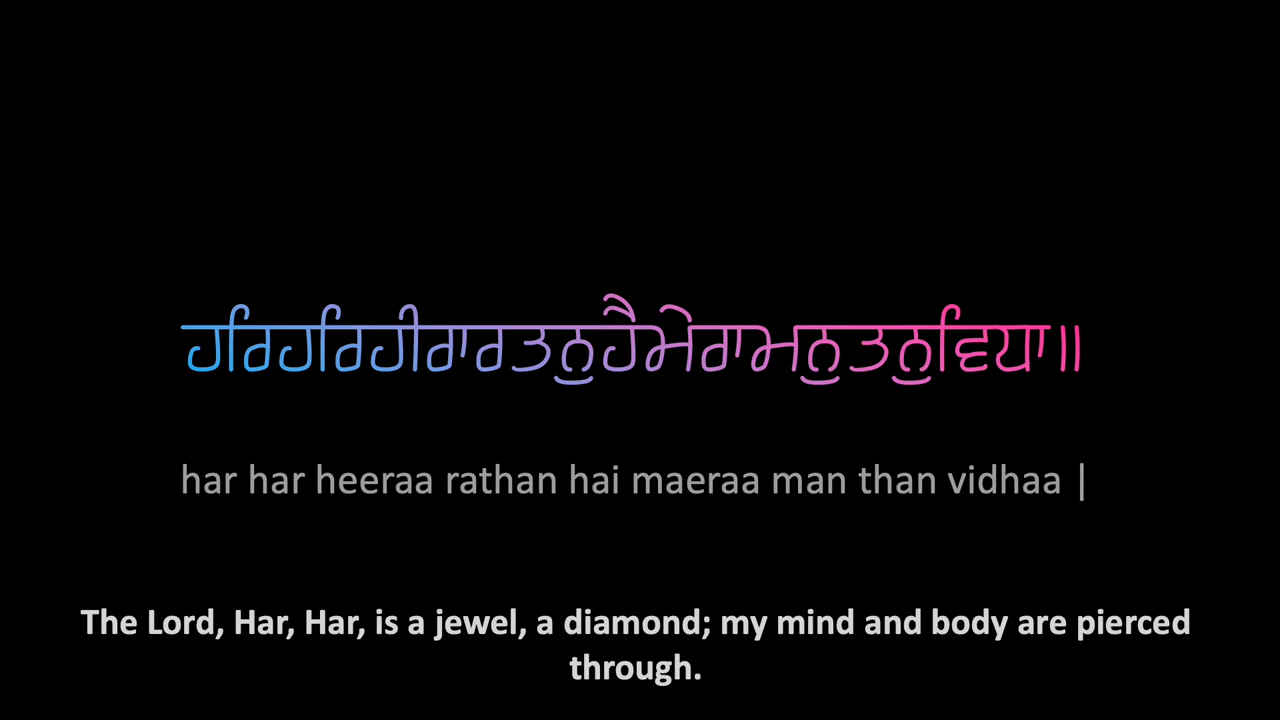 ਹਰਿਹਰਿਹੀਰਾਰਤਨੁਹੈਮੇਰਾਮਨੁਤਨੁਵਿਧਾ॥
har har heeraa rathan hai maeraa man than vidhaa |
The Lord, Har, Har, is a jewel, a diamond; my mind and body are pierced
through.